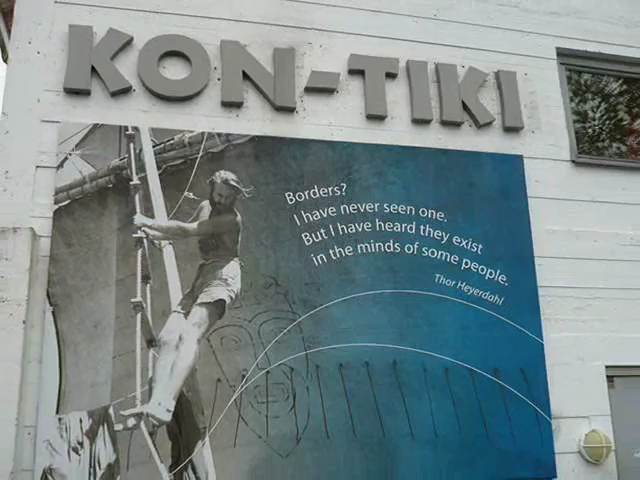 KON-TIKI
Borders?
I have never seen one.
But I have heard they exist
in the minds of some people.
Thor Heyerdahl